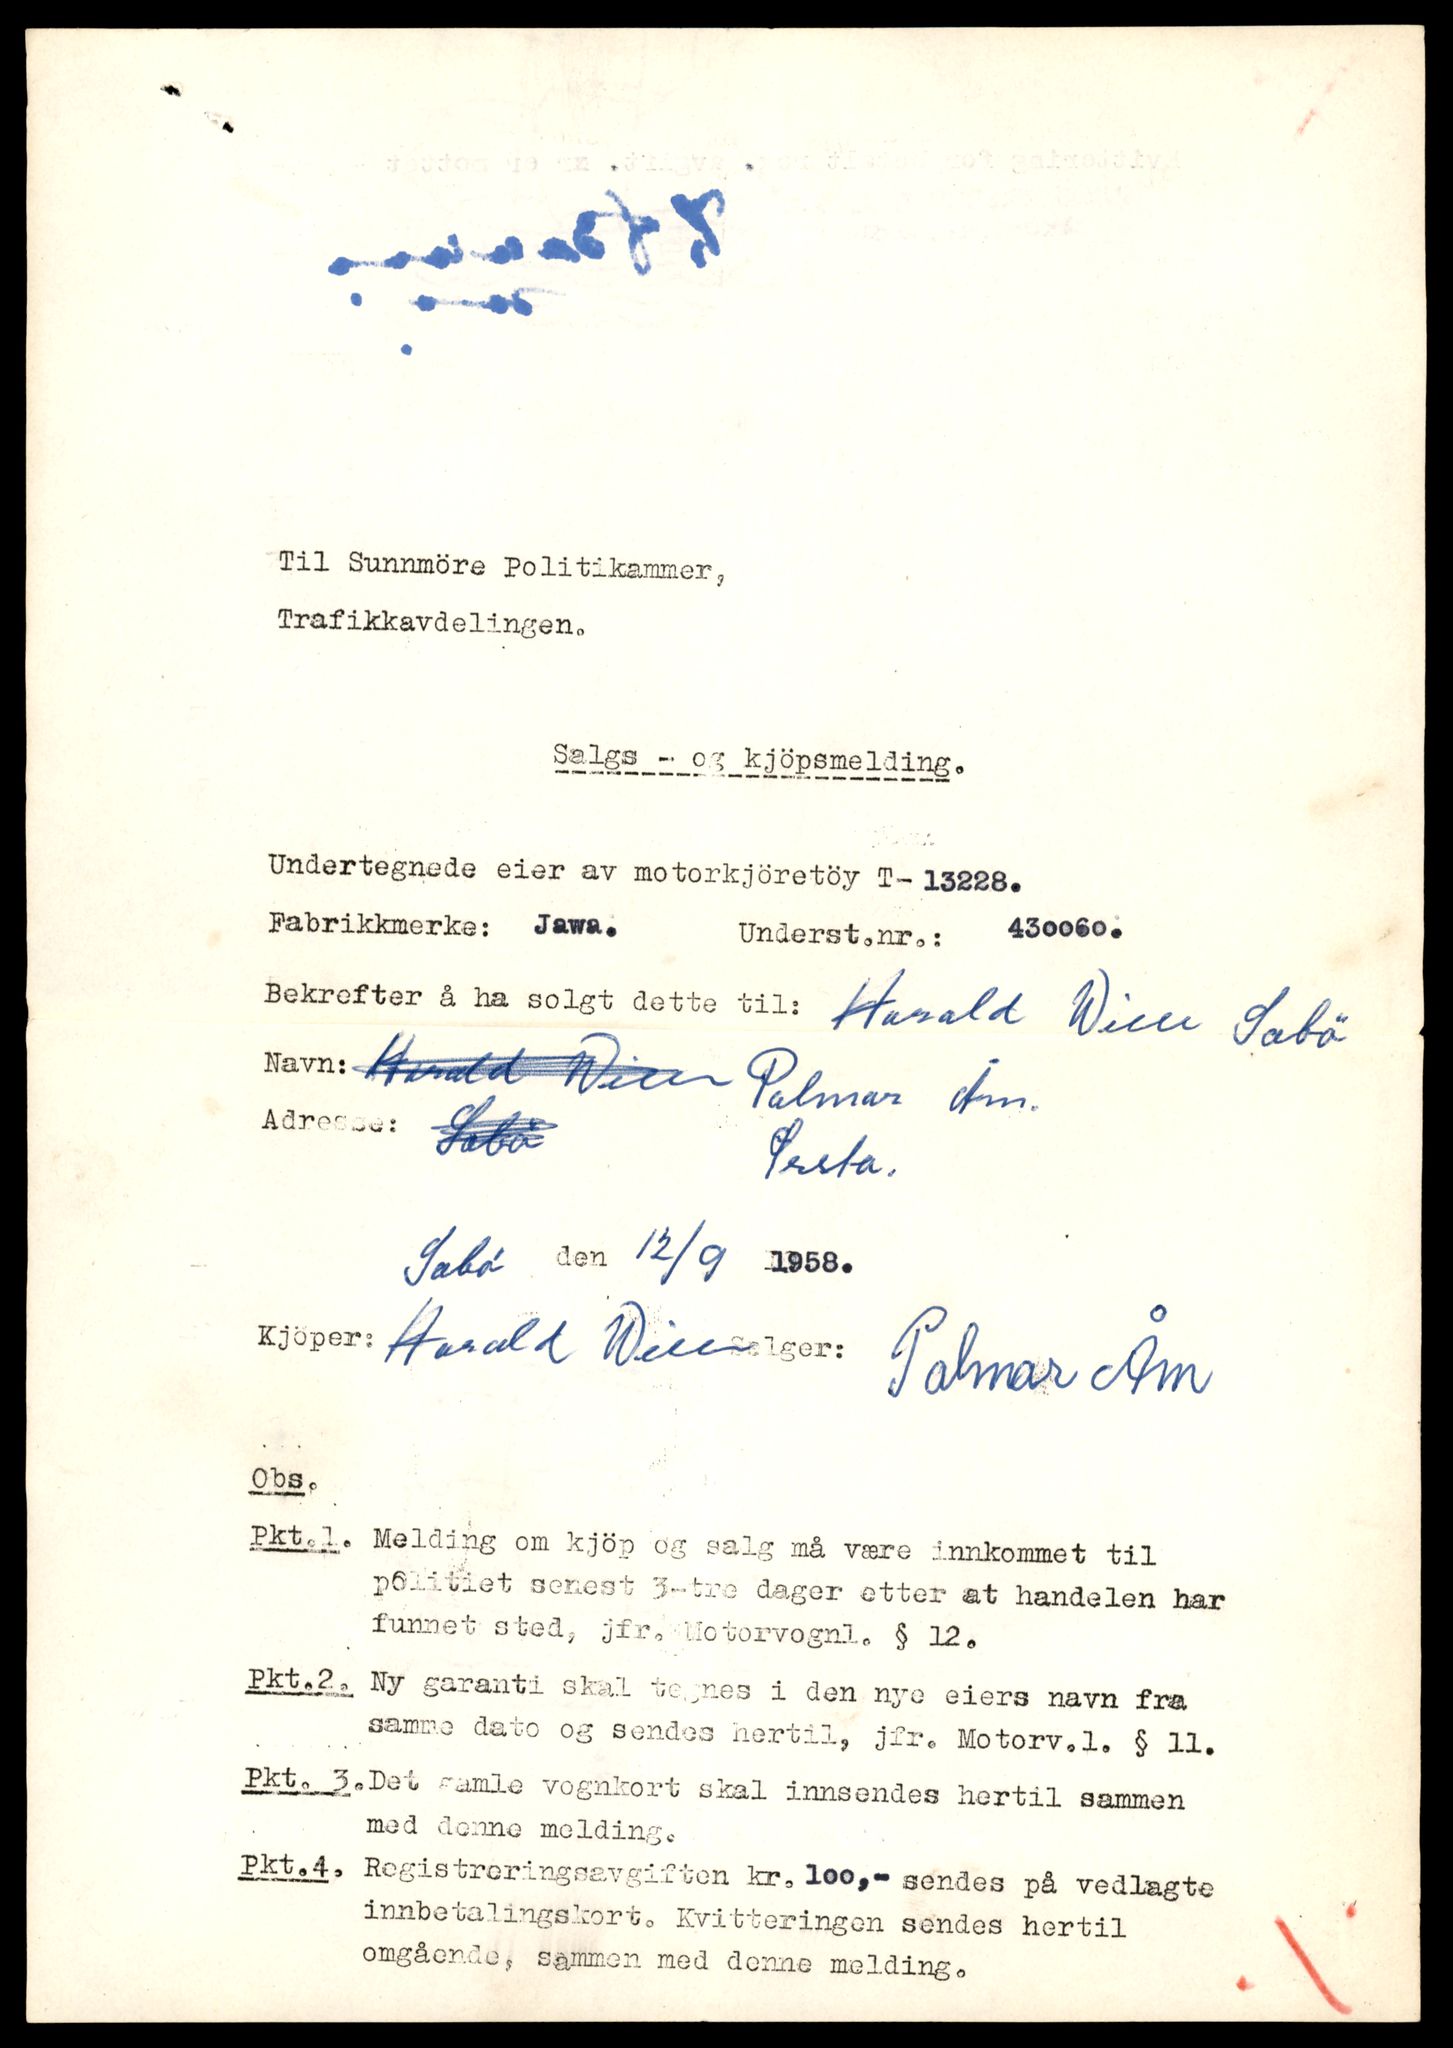 Til Sunnmöre Politikammer,
Trafikkavdelingen.
Salgs - og kjöpsmelding.
Undertegnede eier av motorkjöretöy T- 13228.
Fabrikkmerke: Jawa. Underst.nr.: 430060.
Bekrefter å ha solgt dette til: Harald Wiik Sæbö
Navn: Harald Wiik Palmar Åm.
Adresse: Sæbö Ørsta.
Sæbö den 12/9 1958.
Kjöper: Harald Wiik Selger: Palmar Åm
Obs.
Pkt.1. Melding om kjöp og salg må være innkommet til
politiet senest 3-tre dager etter at handelen har
funnet sted, jfr. Motorvognl. § 12.
Pkt.2. Ny garanti skal tegnes i den nye eiers navn fra
samme dato og sendes hertil, jfr. Motorv.l. § 11.
Pkt. 3. Det gamle vognkort skal innsendes hertil sammen
med denne melding.
Pkt.4. Registreringsavgiften kr. 100,- sendes på vedlagte
innbetalingskort. Kvitteringen sendes hertil
omgående, sammen med denne melding.